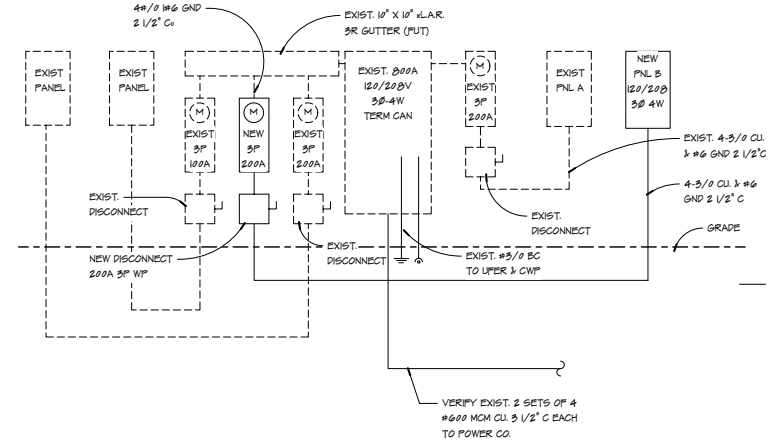 4#/0 1#6 GND
2 1/2" Cu
EXIST. 10" X 10" xL.A.R.
3R GUTTER (FUT)
EXIST
PANEL
EXIST
PANEL
M
EXIST
3P
100A
M
NEW
3P
200A
M
EXIST
3P
200A
EXIST. 800A
120/208V
3Ø-4W
TERM CAN
M
EXIST
3P
200A
EXIST
PNL A
NEW
PNL B
120/208
3Ø 4W
EXIST. 4-3/0 CU.
& #6 GND 2 1/2"C
4-3/0 CU. & #6
GND 2 1/2" C
EXIST.
DISCONNECT
EXIST.
DISCONNECT
GRADE
NEW DISCONNECT
200A 3P WP
EXIST.
DISCONNECT
EXIST. #3/0 BC
TO UFER & CWP
VERIFY EXIST. 2 SETS OF 4
#600 MCM CU. 3 1/2" C EACH
TO POWER CO.